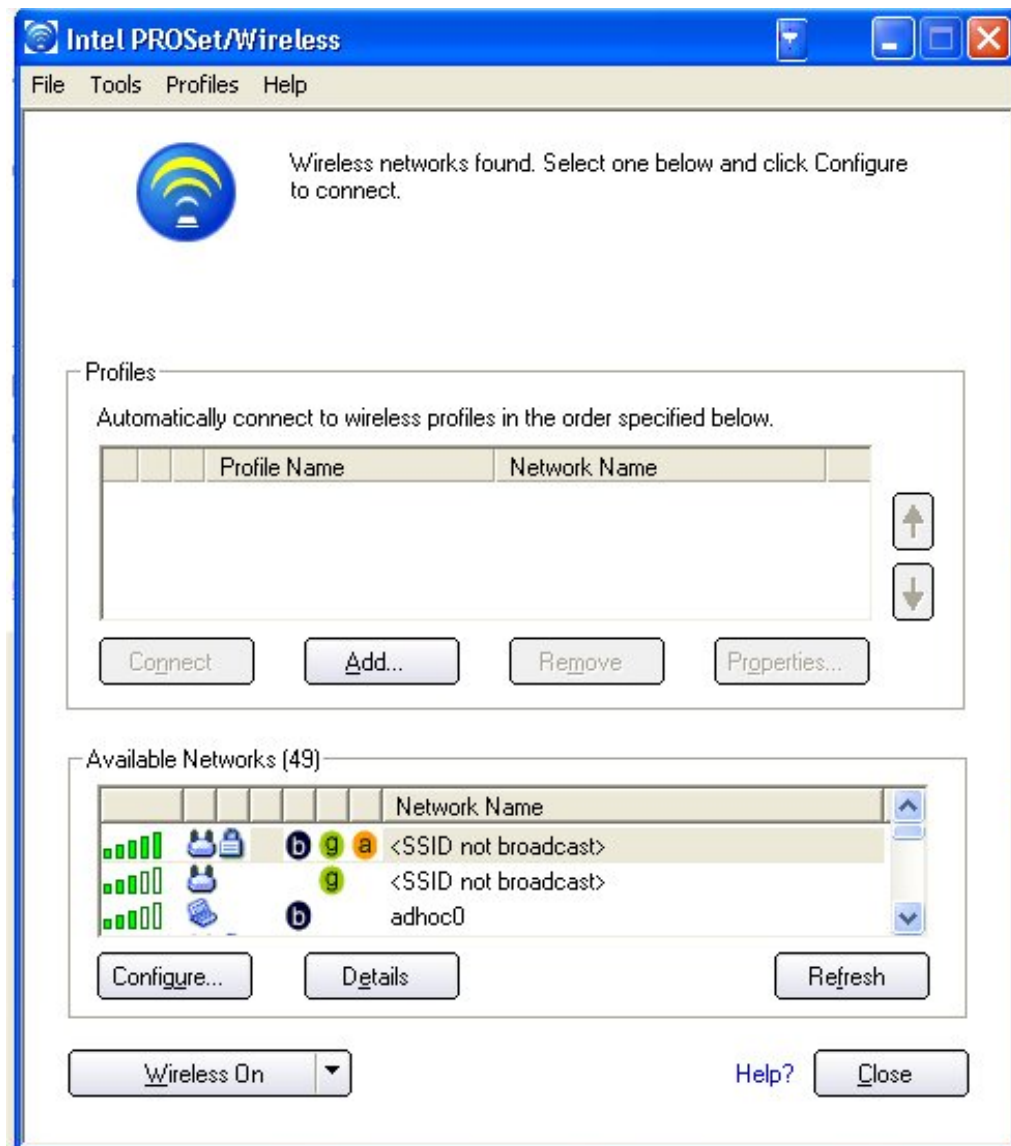 Intel PROSet/Wireless
File Tools Profiles Help
Wireless networks found. Select one below and click Configure
to connect.
Profiles
Automatically connect to wireless profiles in the order specified below.
Profile Name Network Name
Connect Add... Remove Properties...
Available Networks (49)
Network Name
b g a <SSID not broadcast>
g <SSID not broadcast>
b adhoc0
Configure... Details Refresh
Wireless On Help? Close